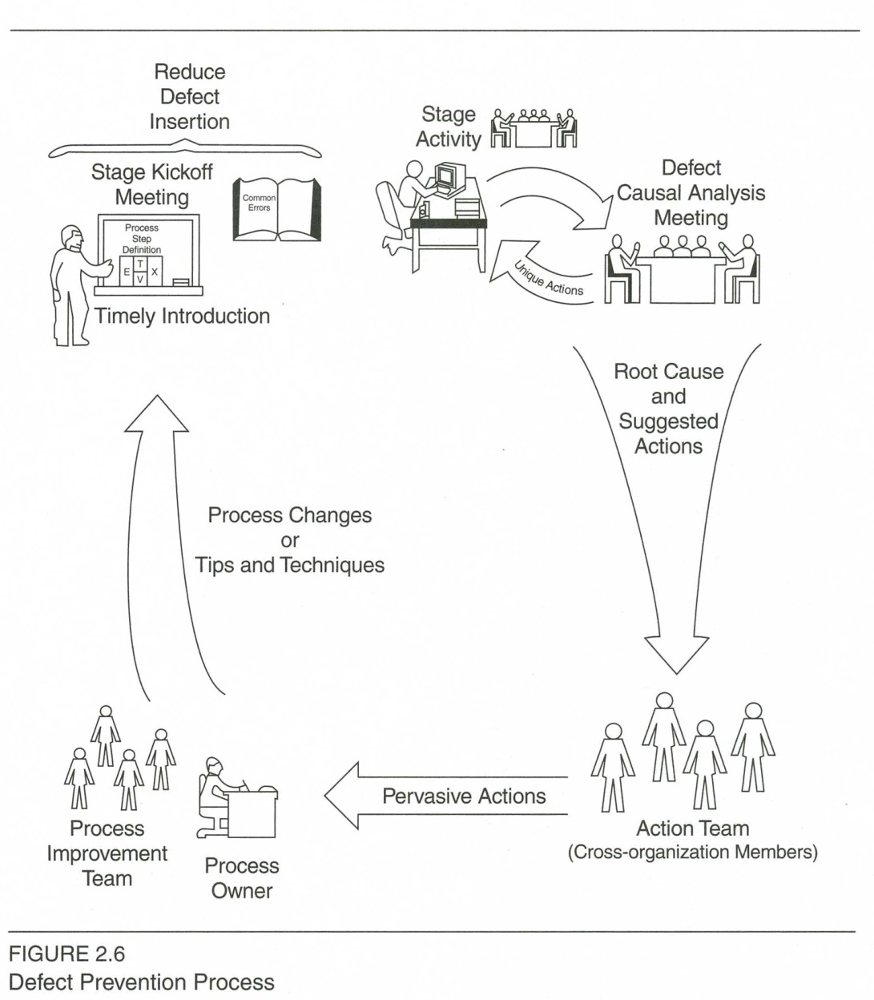 Reduce
Defect
Insertion
Stage Kickoff
Meeting
Common
Errors
Process
Step
Definition
E T X
V
Timely Introduction
Stage
Activity
Defect
Causal Analysis
Meeting
Unique Actions
Root Cause
and
Suggested
Actions
Process Changes
or
Tips and Techniques
Pervasive Actions
Action Team
(Cross-organization Members)
Process
Improvement
Team
Process
Owner
FIGURE 2.6
Defect Prevention Process